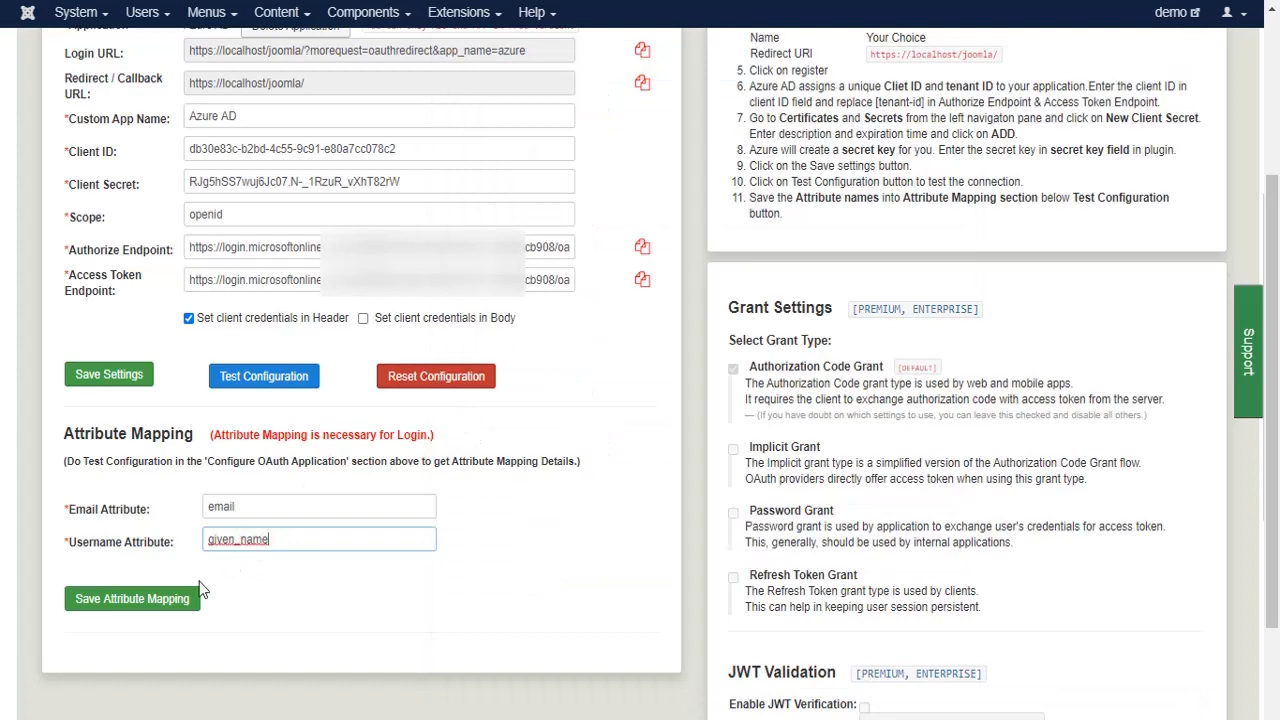 System Users Menus Content Components Extensions Help demo
Login URL:
https://localhost/joomla/?morequest=oauthredirect&app_name=azure
Redirect / Callback
URL:
https://localhost/joomla/
*Custom App Name:
Azure AD
*Client ID:
db30e83c-b2bd-4c55-9c91-e80a7cc078c2
*Client Secret:
RJg5hSS7wuj6Jc07.N-_1RzuR_vXhT82rW
*Scope:
openid
*Authorize Endpoint:
https://login.microsoftonline cb908/oa
*Access Token
Endpoint:
https://login.microsoftonline cb908/oa
Set client credentials in Header Set client credentials in Body
Save Settings Test Configuration Reset Configuration
Attribute Mapping (Attribute Mapping is necessary for Login.)
(Do Test Configuration in the 'Configure OAuth Application' section above to get Attribute Mapping Details.)
*Email Attribute:
email
*Username Attribute:
given_name
Save Attribute Mapping
Name Your Choice
Redirect URI https://localhost/joomla/
5. Click on register
6. Azure AD assigns a unique Cliet ID and tenant ID to your application.Enter the client ID in
client ID field and replace [tenant-id] in Authorize Endpoint & Access Token Endpoint.
7. Go to Certificates and Secrets from the left navigaton pane and click on New Client Secret.
Enter description and expiration time and click on ADD.
8. Azure will create a secret key for you. Enter the secret key in secret key field in plugin.
9. Click on the Save settings button.
10. Click on Test Configuration button to test the connection.
11. Save the Attribute names into Attribute Mapping section below Test Configuration
button.
Grant Settings [PREMIUM, ENTERPRISE]
Select Grant Type:
Authorization Code Grant [DEFAULT]
The Authorization Code grant type is used by web and mobile apps.
It requires the client to exchange authorization code with access token from the server.
— (If you have doubt on which settings to use, you can leave this checked and disable all others.)
Implicit Grant
The Implicit grant type is a simplified version of the Authorization Code Grant flow.
OAuth providers directly offer access token when using this grant type.
Password Grant
Password grant is used by application to exchange user's credentials for access token.
This, generally, should be used by internal applications.
Refresh Token Grant
The Refresh Token grant type is used by clients.
This can help in keeping user session persistent.
JWT Validation [PREMIUM, ENTERPRISE]
Enable JWT Verification:
Support